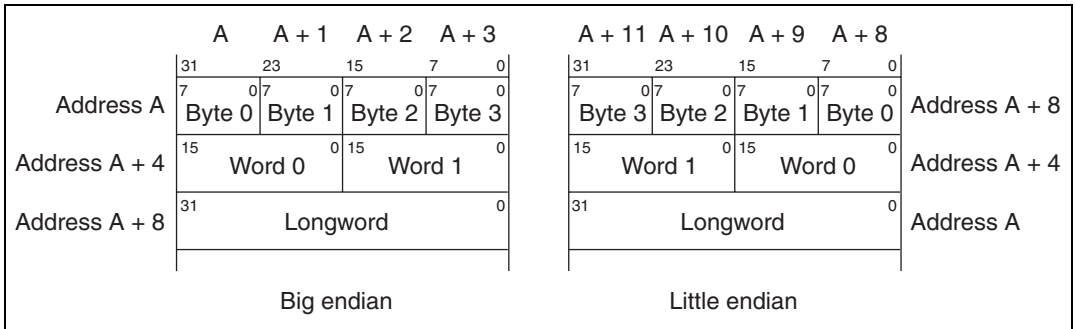 A A + 1 A + 2 A + 3 A + 11 A + 10 A + 9 A + 8
31 23 15 7 0 31 23 15 7 0
7 0 7 0 7 0 7 0 7 0 7 0 7 0 7 0
Address A Byte 0 Byte 1 Byte 2 Byte 3 Byte 3 Byte 2 Byte 1 Byte 0 Address A + 8
15 0 15 0 15 0 15 0
Address A + 4 Word 0 Word 1 Word 1 Word 0 Address A + 4
31 0 31 0
Address A + 8 Longword Longword Address A
Big endian Little endian